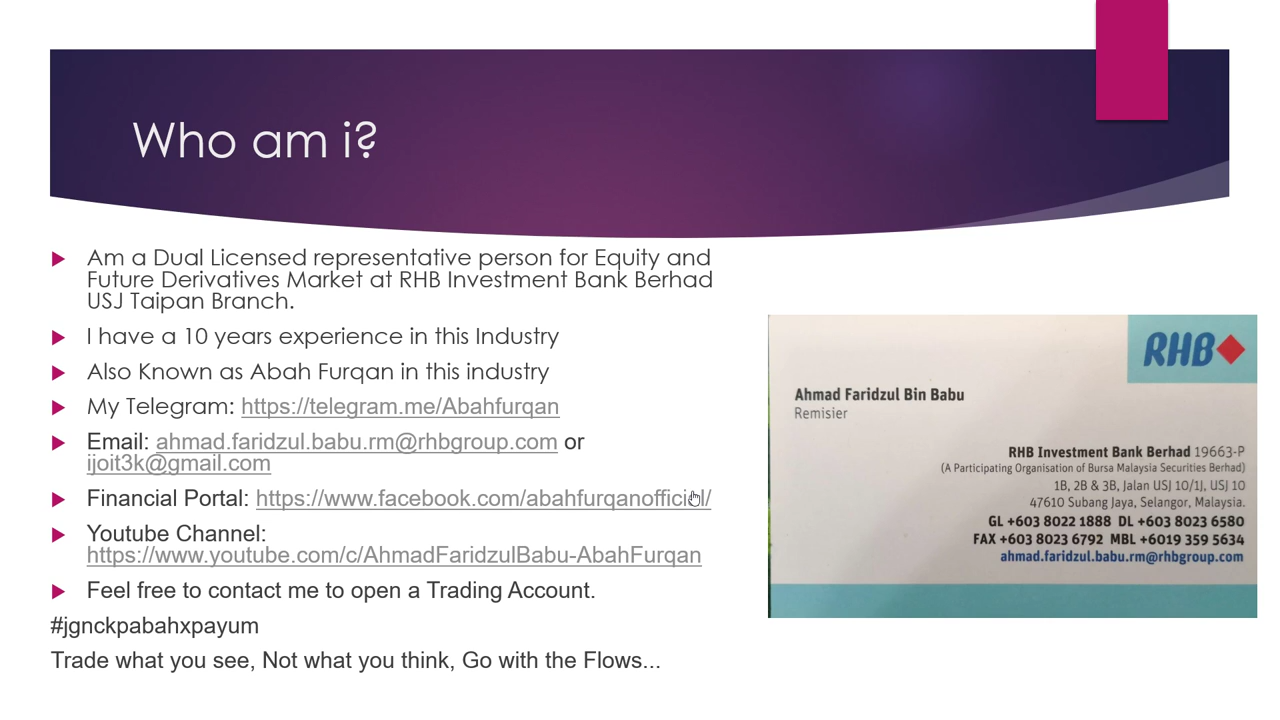 Who am i?
Am a Dual Licensed representative person for Equity and
Future Derivatives Market at RHB Investment Bank Berhad
USJ Taipan Branch.
I have a 10 years experience in this Industry
Also Known as Abah Furqan in this industry
My Telegram: https://telegram.me/Abahfurqan
Email: ahmad.faridzul.babu.rm@rhbgroup.com or
ijoit3k@gmail.com
Financial Portal: https://www.facebook.com/abahfurqanofficial/
Youtube Channel:
https://www.youtube.com/c/AhmadFaridzulBabu-AbahFurqan
Feel free to contact me to open a Trading Account.
#jgnckpabahxpayum
Trade what you see, Not what you think, Go with the Flows...
RHB
Ahmad Faridzul Bin Babu
Remisier
RHB Investment Bank Berhad 19663-P
(A Participating Organisation of Bursa Malaysia Securities Berhad)
1B, 2B & 3B, Jalan USJ 10/1J, USJ 10
47610 Subang Jaya, Selangor, Malaysia.
GL +603 8022 1888 DL +603 8023 6580
FAX +603 8023 6792 MBL +6019 359 5634
ahmad.faridzul.babu.rm@rhbgroup.com